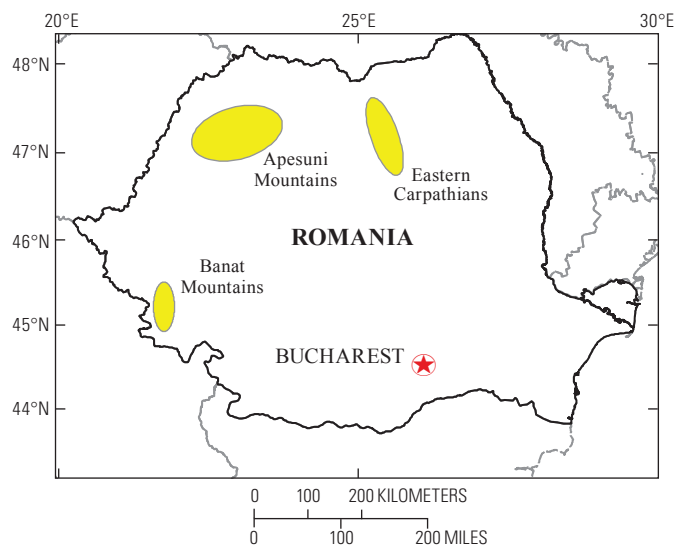 20°E 25°E 30°E
48°N
47°N
Apesuni
Mountains
Eastern
Carpathians
46°N
ROMANIA
Banat
Mountains
45°N
BUCHAREST
44°N
0 100 200 KILOMETERS
0 100 200 MILES